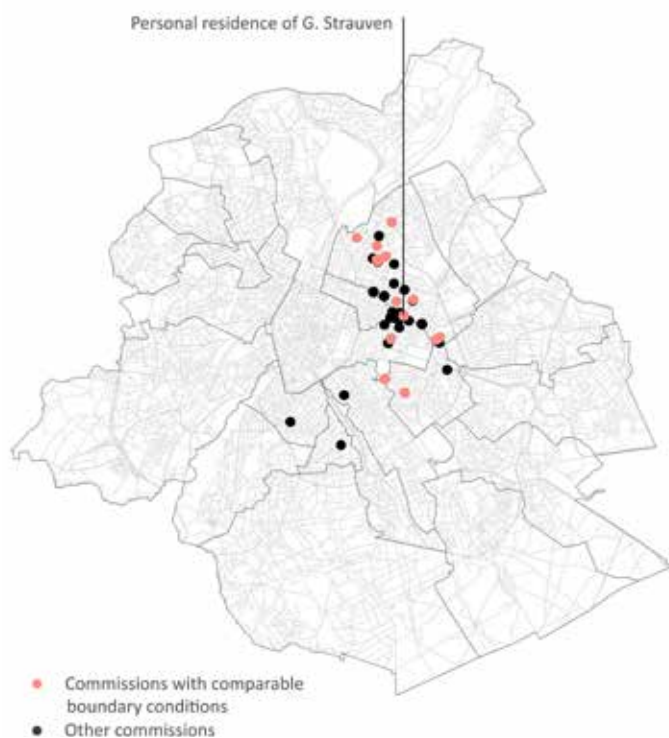 Personal residence of G. Strauven
Commissions with comparable
boundary conditions
Other commissions